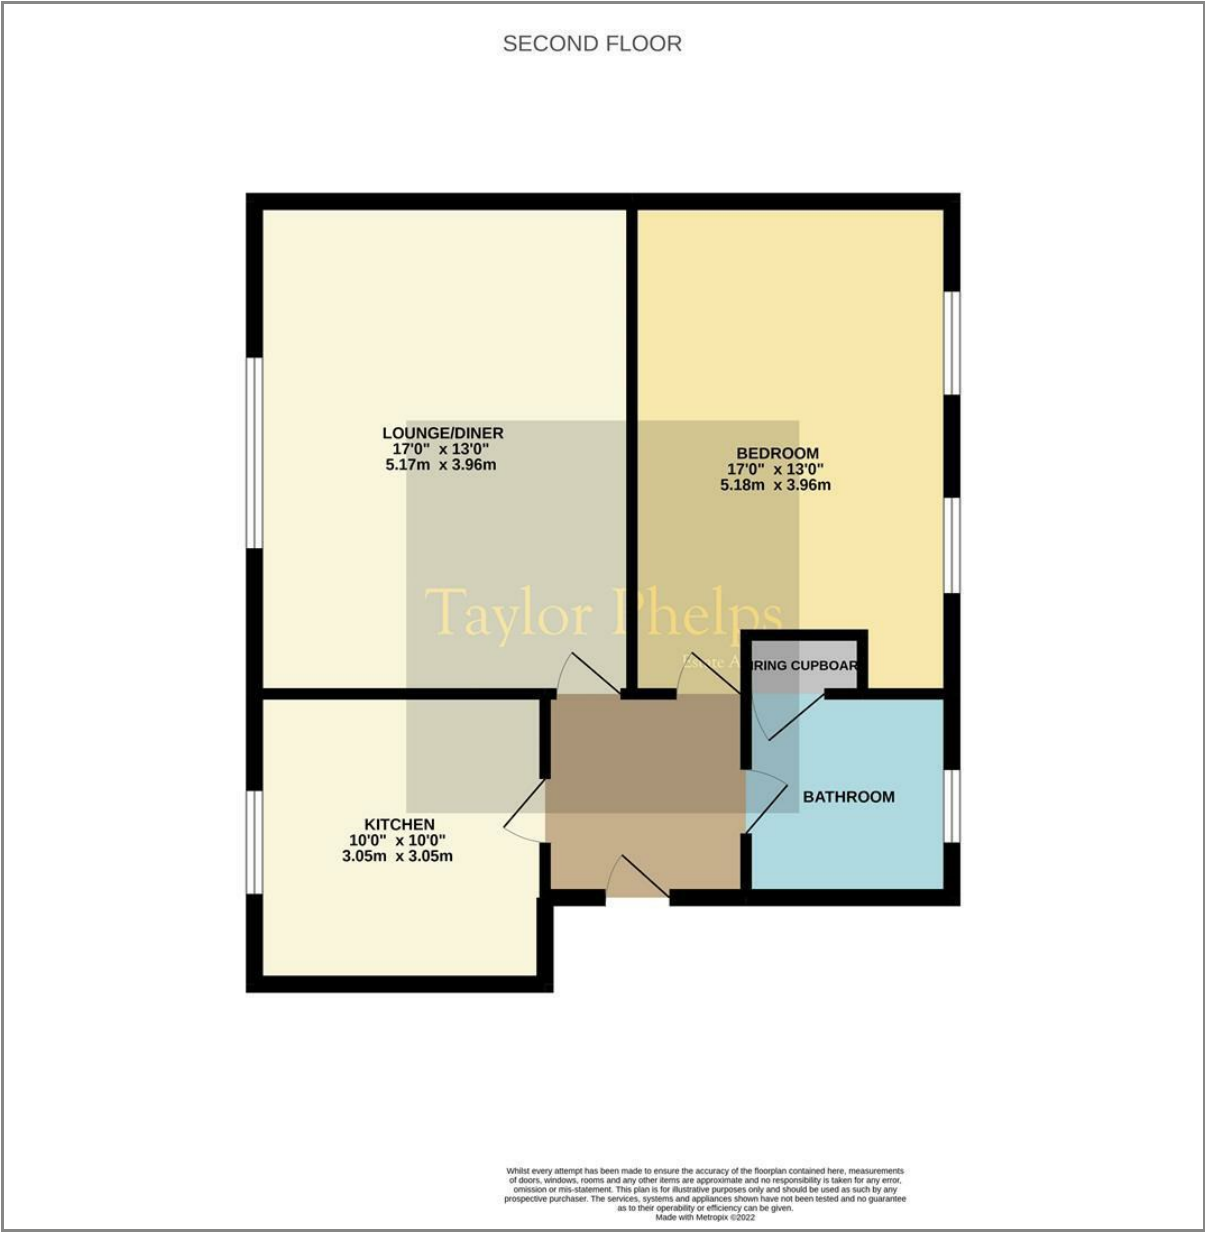 SECOND FLOOR
LOUNGE/DINER
17'0" x 13'0"
5.17m x 3.96m
BEDROOM
17'0" x 13'0"
5.18m x 3.96m
Taylor Phelps
Estate A
IRING CUPBOAR
BATHROOM
KITCHEN
10'0" x 10'0"
3.05m x 3.05m
Whilst every attempt has been made to ensure the accuracy of the floorplan contained here, measurements
of doors, windows, rooms and any other items are approximate and no responsibility is taken for any error,
omission or mis-statement. This plan is for illustrative purposes only and should be used as such by any
prospective purchaser. The services, systems and appliances shown have not been tested and no guarantee
as to their operability or efficiency can be given.
Made with Metropix ©2022